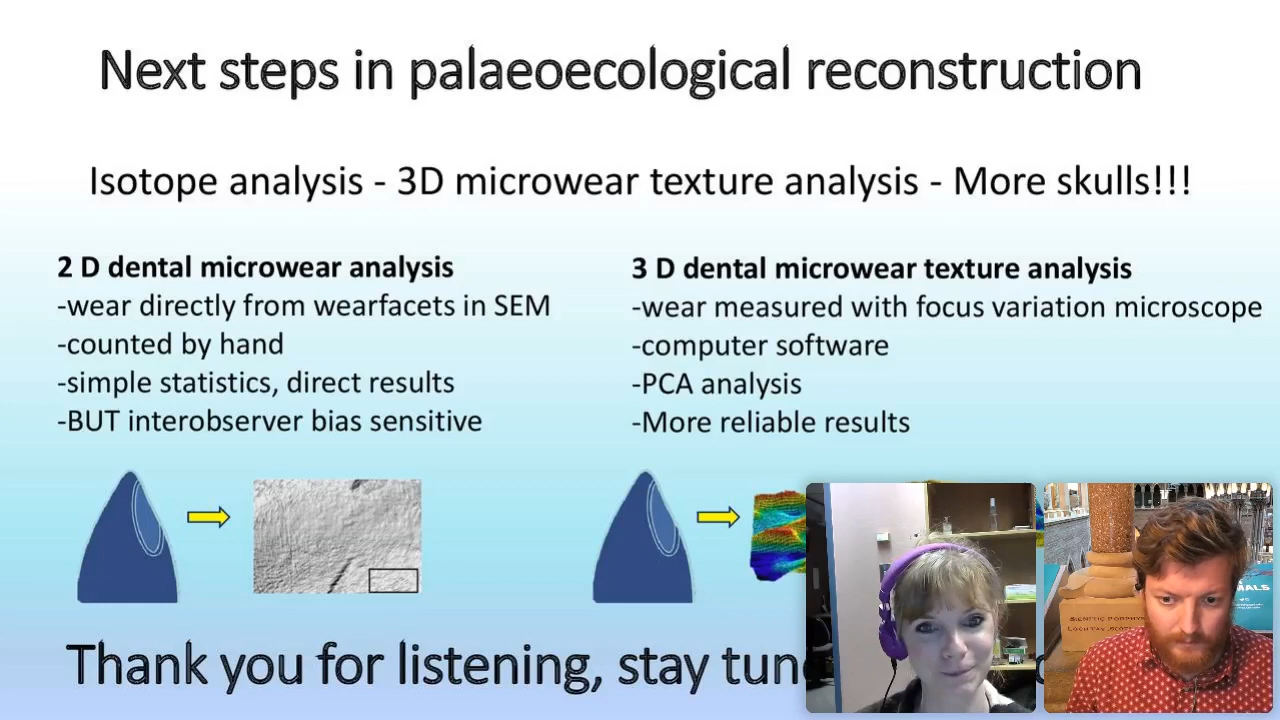 Next steps in palaeoecological reconstruction
Isotope analysis - 3D microwear texture analysis - More skulls!!!
2 D dental microwear analysis
-wear directly from wearfacets in SEM
-counted by hand
-simple statistics, direct results
-BUT interobserver bias sensitive
3 D dental microwear texture analysis
-wear measured with focus variation microscope
-computer software
-PCA analysis
-More reliable results
Thank you for listening, stay